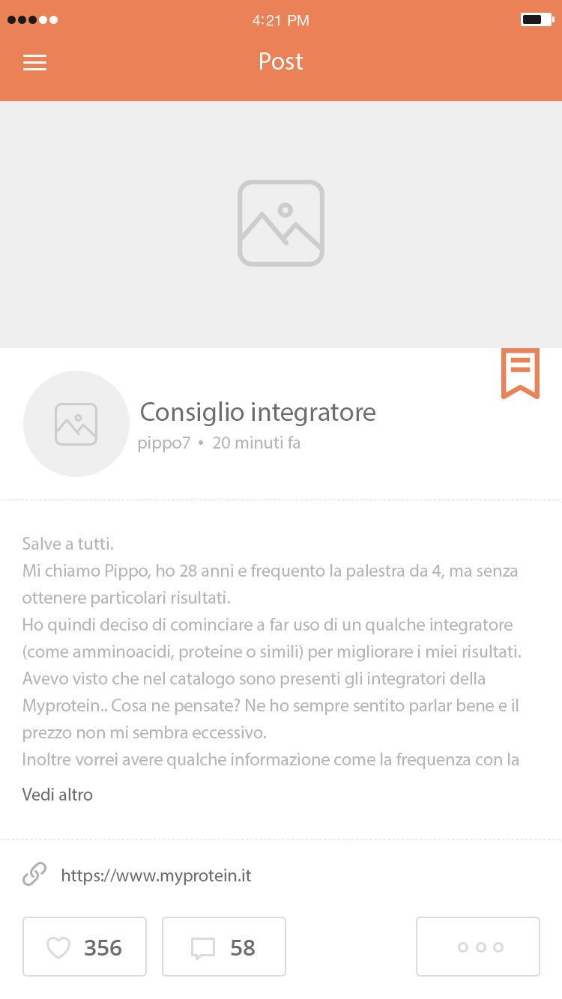 4:21 PM
Post
Consiglio integratore
pippo7 • 20 minuti fa
Salve a tutti.
Mi chiamo Pippo, ho 28 anni e frequento la palestra da 4, ma senza
ottenere particolari risultati.
Ho quindi deciso di cominciare a far uso di un qualche integratore
(come amminoacidi, proteine o simili) per migliorare i miei risultati.
Avevo visto che nel catalogo sono presenti gli integratori della
Myprotein.. Cosa ne pensate? Ne ho sempre sentito parlar bene e il
prezzo non mi sembra eccessivo.
Inoltre vorrei avere qualche informazione come la frequenza con la
Vedi altro
https://www.myprotein.it
356 58